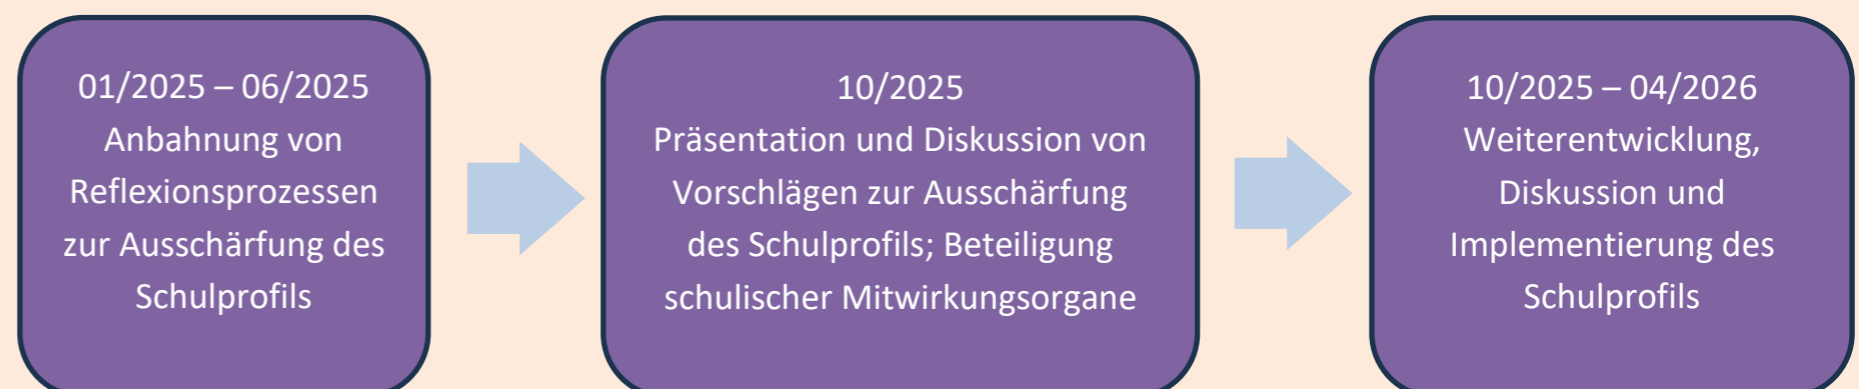 01/2025 – 06/2025
Anbahnung von
Reflexionsprozessen
zur Ausschärfung des
Schulprofils
10/2025
Präsentation und Diskussion von
Vorschlägen zur Ausschärfung
des Schulprofils; Beteiligung
schulischer Mitwirkungsorgane
10/2025 – 04/2026
Weiterentwicklung,
Diskussion und
Implementierung des
Schulprofils